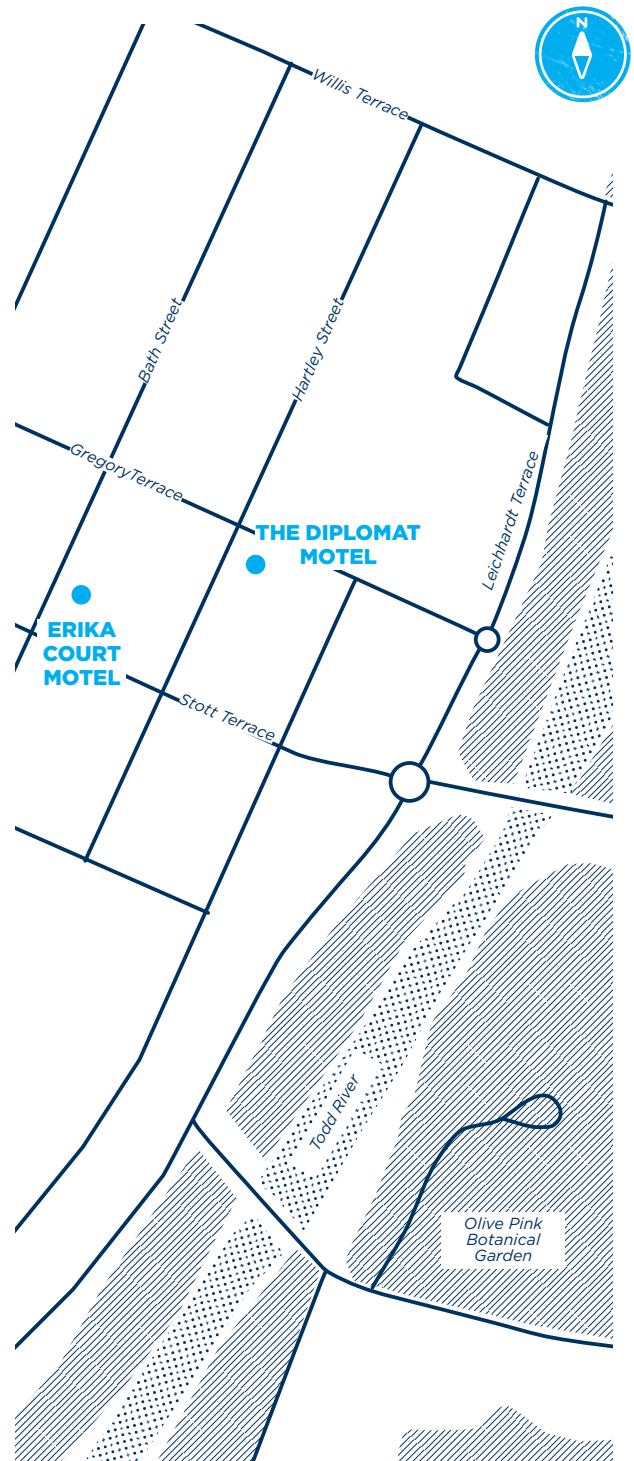 N
Willis Terrace
Bath Street
Hartley Street
GregoryTerrace
Leichhardt Terrace
THE DIPLOMAT
MOTEL
ERIKA
COURT
MOTEL
Stott Terrace
Todd River
Olive Pink
Botanical
Garden